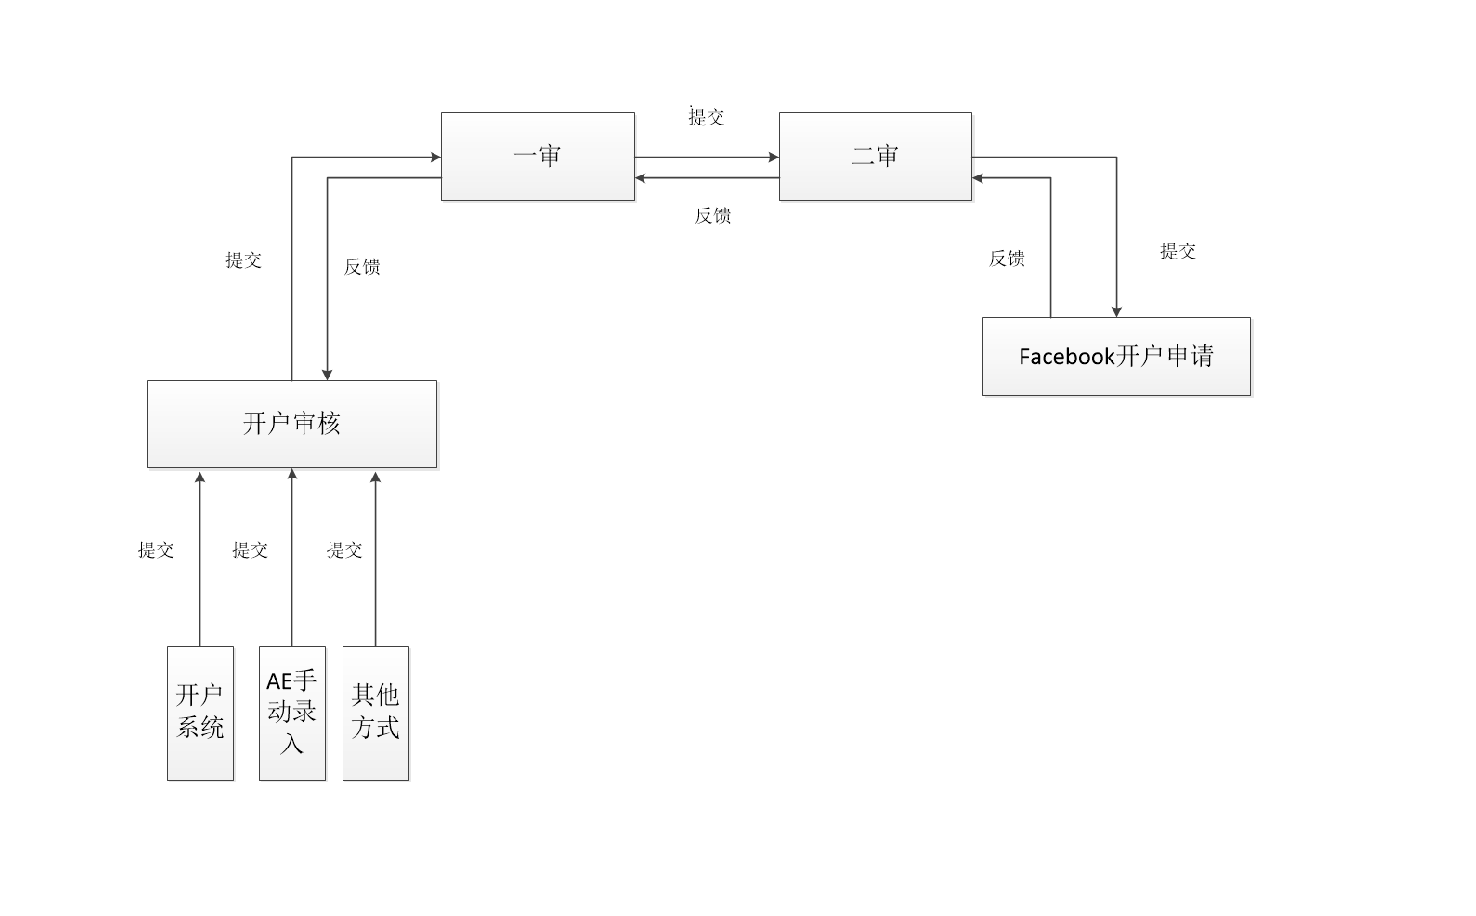 提交
一审
二审
反馈
提交
反馈
反馈
提交
Facebook开户申请
开户审核
提交
提交
提交
开户
系统
AE手
动录
入
其他
方式